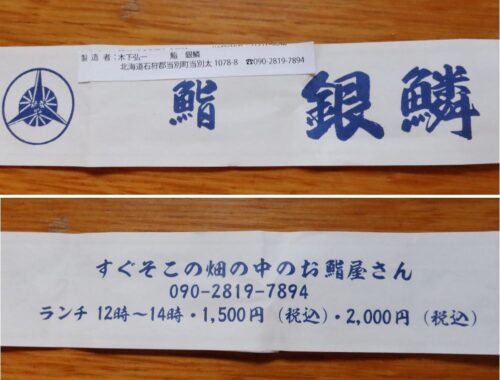 製 造 者：木下弘一　鮨　銀鱗
北海道石狩郡当別町当別太 1078-8　☎090-2819-7894
鮨 銀鱗
すぐそこの畑の中のお鮨屋さん
090-2819-7894
ランチ 12時〜14時・1,500円（税込）・2,000円（税込）